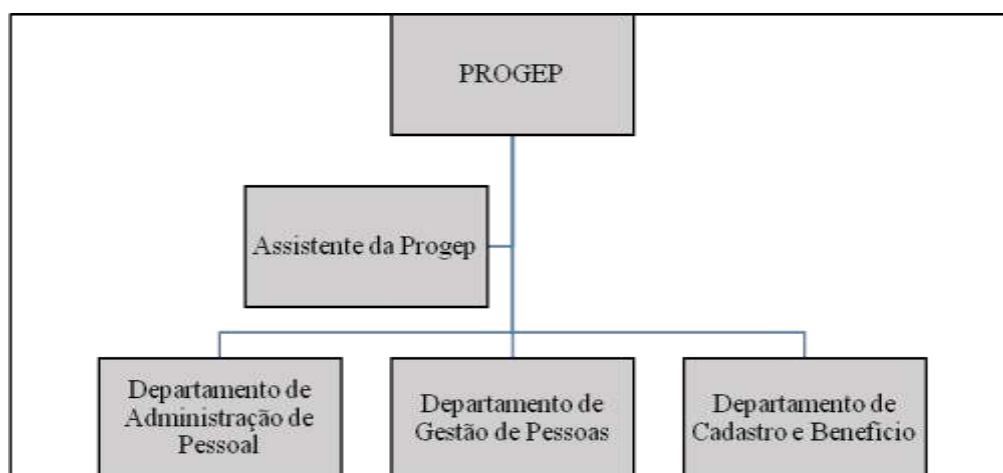 PROGEP
Assistente da Progep
Departamento de
Administração de
Pessoal
Departamento de
Gestão de Pessoas
Departamento de
Cadastro e Benefício